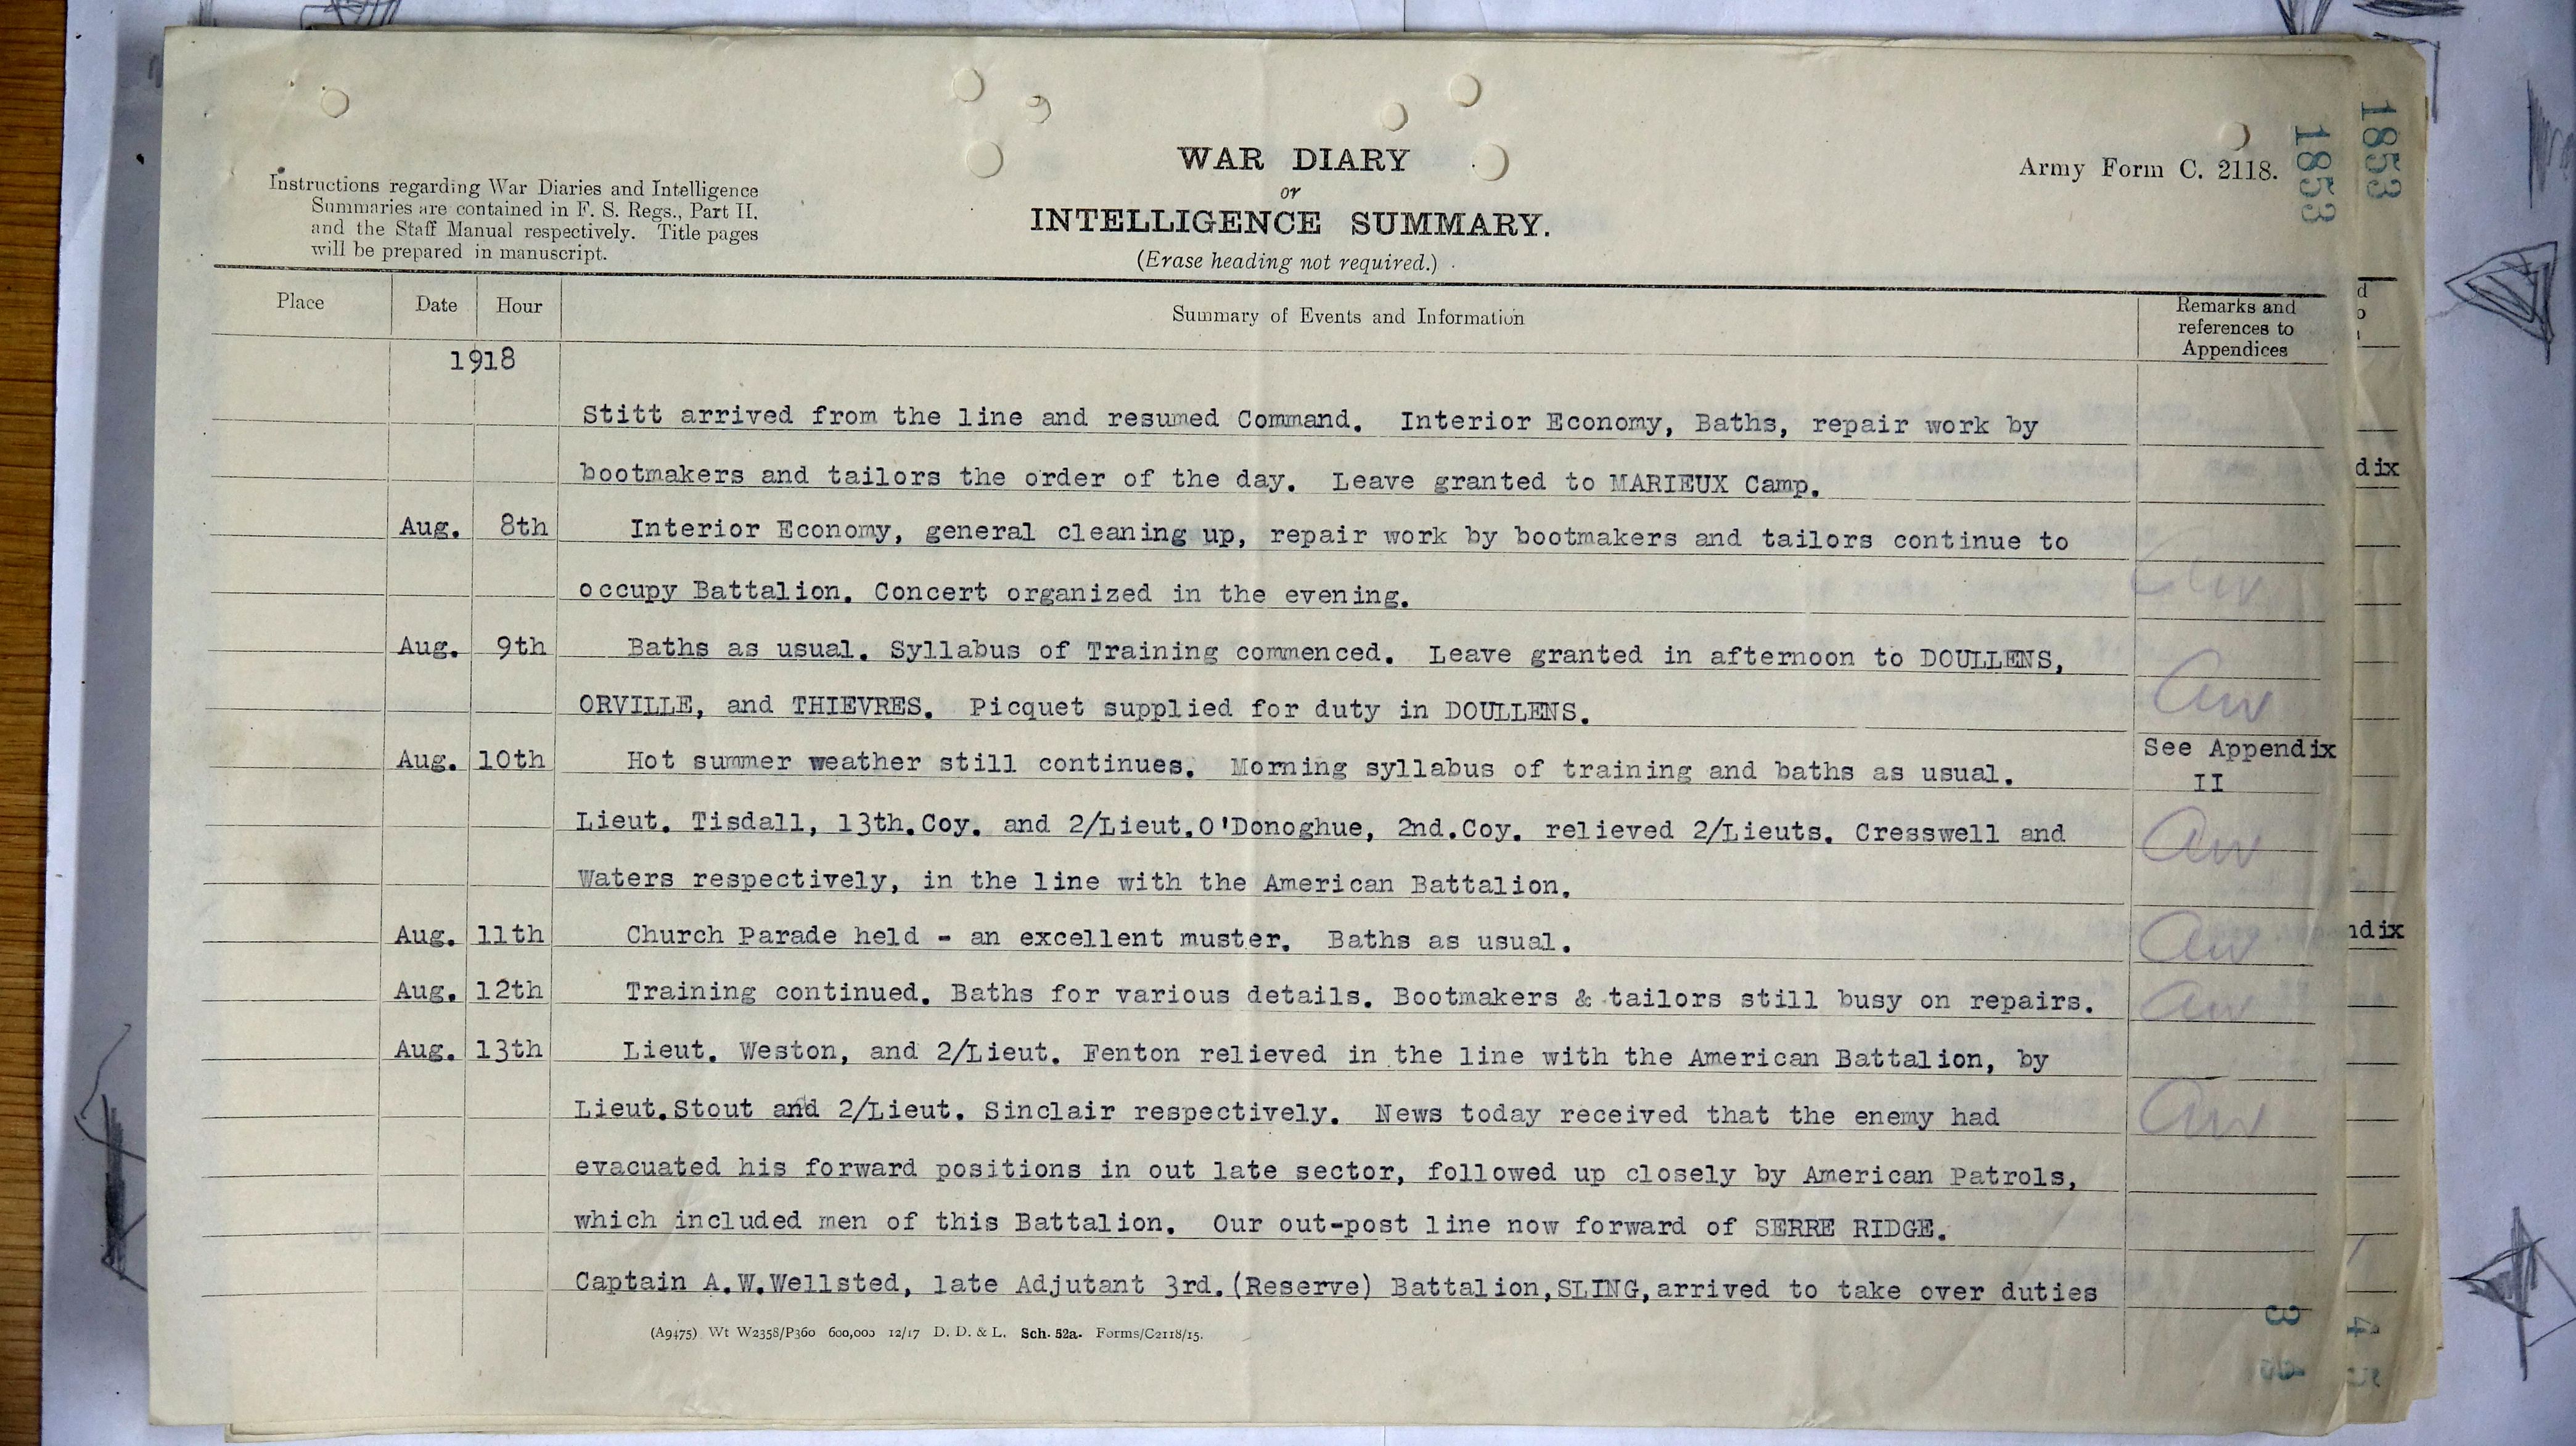 WAR DIARY
or
INTELLIGENCE SUMMARY.
(Erase heading not required.)
Instructions regarding War Diaries and Intelligence
Summaries are contained in F. S. Regs., Part II.
and the Staff Manual respectively. Title pages
will be prepared in manuscript.
Army Form C. 2118.
1853
1853
Place Date Hour Summary of Events and Information Remarks and
references to
Appendices
1918
Stitt arrived from the line and resumed Command. Interior Economy, Baths, repair work by
bootmakers and tailors the order of the day. Leave granted to MARIEUX Camp.
dix
Aug. 8th Interior Economy, general cleaning up, repair work by bootmakers and tailors continue to
occupy Battalion. Concert organized in the evening.
Aug. 9th Baths as usual. Syllabus of Training commenced. Leave granted in afternoon to DOULLENS,
ORVILLE, and THIEVRES. Picquet supplied for duty in DOULLENS. aw
Aug. 10th Hot summer weather still continues. Morning syllabus of training and baths as usual. See Appendix
II
Lieut. Tisdall, 13th.Coy. and 2/Lieut.O'Donoghue, 2nd.Coy. relieved 2/Lieuts. Cresswell and aw
Waters respectively, in the line with the American Battalion.
Aug. 11th Church Parade held - an excellent muster. Baths as usual. aw
ndix
Aug. 12th Training continued. Baths for various details. Bootmakers & tailors still busy on repairs. aw
Aug. 13th Lieut. Weston, and 2/Lieut. Fenton relieved in the line with the American Battalion, by
Lieut.Stout and 2/Lieut. Sinclair respectively. News today received that the enemy had aw
evacuated his forward positions in out late sector, followed up closely by American Patrols,
which included men of this Battalion. Our out-post line now forward of SERRE RIDGE.
Captain A.W.Wellsted, late Adjutant 3rd.(Reserve) Battalion,SLING,arrived to take over duties
3
4
(A9475) Wt W2358/P360 600,000 12/17 D. D. & L. Sch. 52a. Forms/C2118/15.